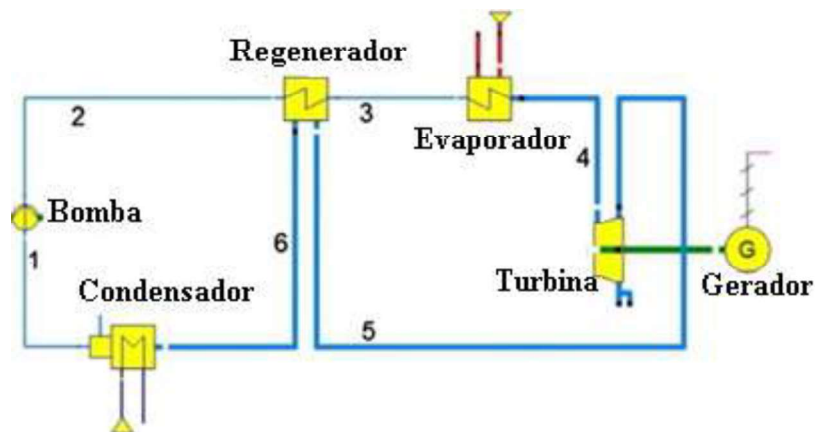 Regenerador
2
3
Evaporador
4
Bomba
1
6
Condensador
G
Turbina
Gerador
5